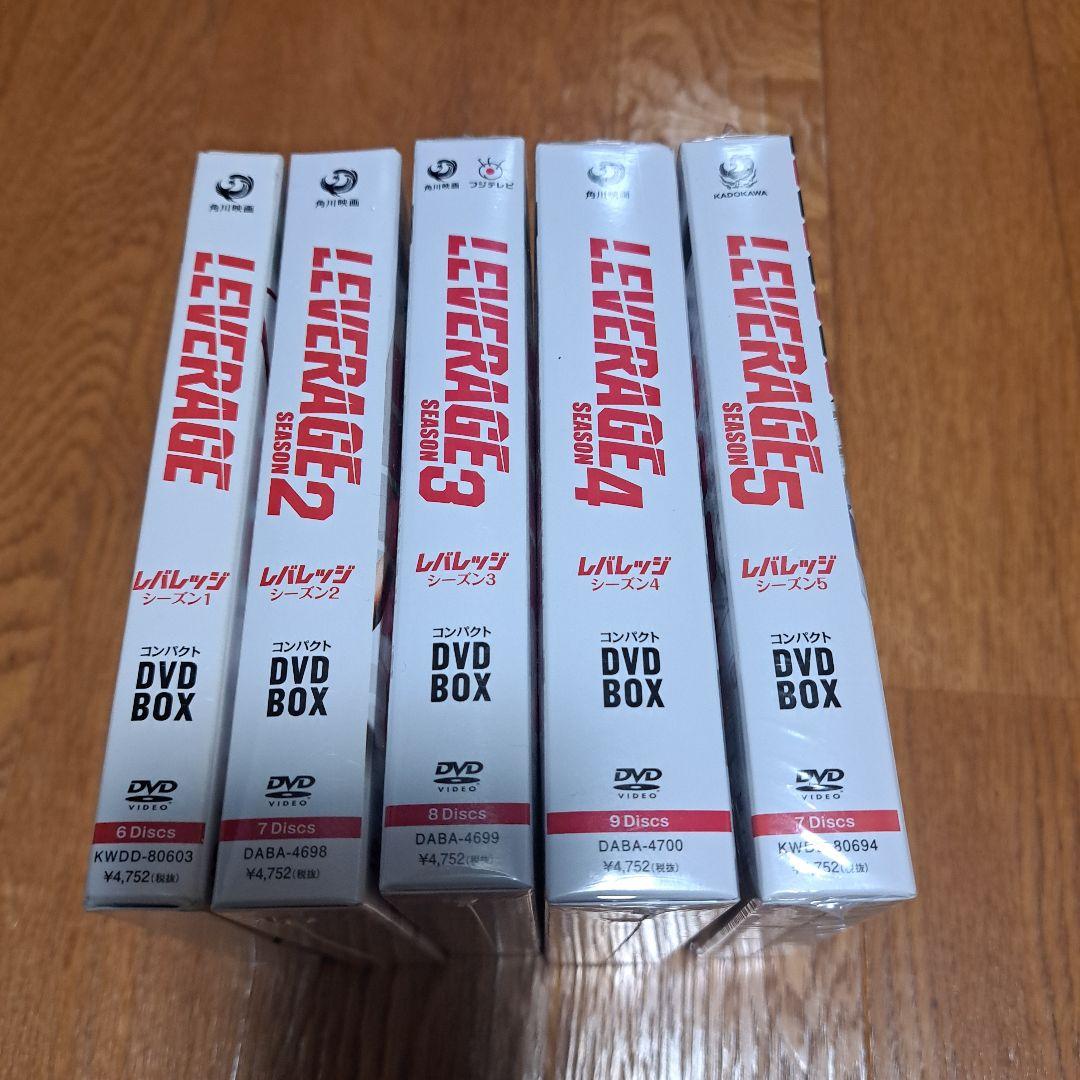 角川映画
LEVERAGE
レバレッジ
シーズン1
コンパクト
DVD
BOX
DVD
VIDEO
6 Discs
KWDD-80603
¥4,752(税抜)
角川映画
LEVERAGE
SEASON 2
レバレッジ
シーズン2
コンパクト
DVD
BOX
DVD
VIDEO
7 Discs
DABA-4698
¥4,752(税抜)
角川映画 フジテレビ
LEVERAGE
SEASON 3
レバレッジ
シーズン3
コンパクト
DVD
BOX
DVD
VIDEO
8 Discs
DABA-4699
¥4,752(税抜)
角川映画
LEVERAGE
SEASON 4
レバレッジ
シーズン4
コンパクト
DVD
BOX
DVD
VIDEO
9 Discs
DABA-4700
¥4,752(税抜)
KADOKAWA
LEVERAGE
SEASON 5
レバレッジ
シーズン5
コンパクト
DVD
BOX
DVD
VIDEO
7 Discs
KWDD-80694
¥4,752(税抜)